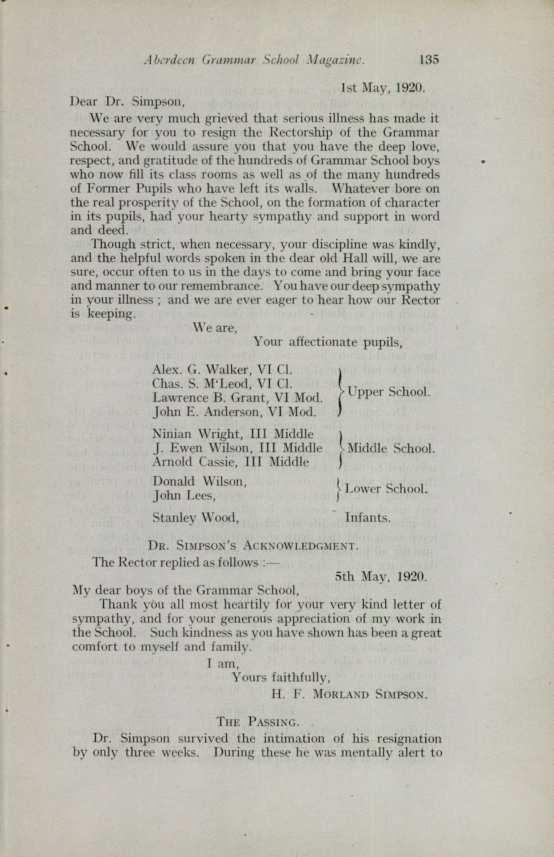 Aberdeen Grammar School Magazine. 135
1st May, 1920.
Dear Dr. Simpson,
We are very much grieved that serious illness has made it
necessary for you to resign the Rectorship of the Grammar
School. We would assure you that you have the deep love,
respect, and gratitude of the hundreds of Grammar School boys
who now fill its class rooms as well as of the many hundreds
of Former Pupils who have left its walls. Whatever bore on
the real prosperity of the School, on the formation of character
in its pupils, had your hearty sympathy and support in word
and deed.
Though strict, when necessary, your discipline was kindly,
and the helpful words spoken in the dear old Hall will, we are
sure, occur often to us in the days to come and bring your face
and manner to our remembrance. You have our deep sympathy
in your illness ; and we are ever eager to hear how our Rector
is keeping.
We are,
Your affectionate pupils,
Alex. G. Walker, VI Cl.
Chas. S. M'Leod, VI Cl.
Lawrence B. Grant, VI Mod.
John E. Anderson, VI Mod.
Upper School.
Ninian Wright, III Middle
J. Ewen Wilson, III Middle
Arnold Cassie, III Middle
Middle School.
Donald Wilson,
John Lees,
Lower School.
Stanley Wood, Infants.
Dr. Simpson's Acknowledgment.
The Rector replied as follows :—
5th May, 1920.
My dear boys of the Grammar School,
Thank you all most heartily for your very kind letter of
sympathy, and for your generous appreciation of my work in
the School. Such kindness as you have shown has been a great
comfort to myself and family.
I am,
Yours faithfully,
H. F. Morland Simpson.
The Passing.
Dr. Simpson survived the intimation of his resignation
by only three weeks. During these he was mentally alert to